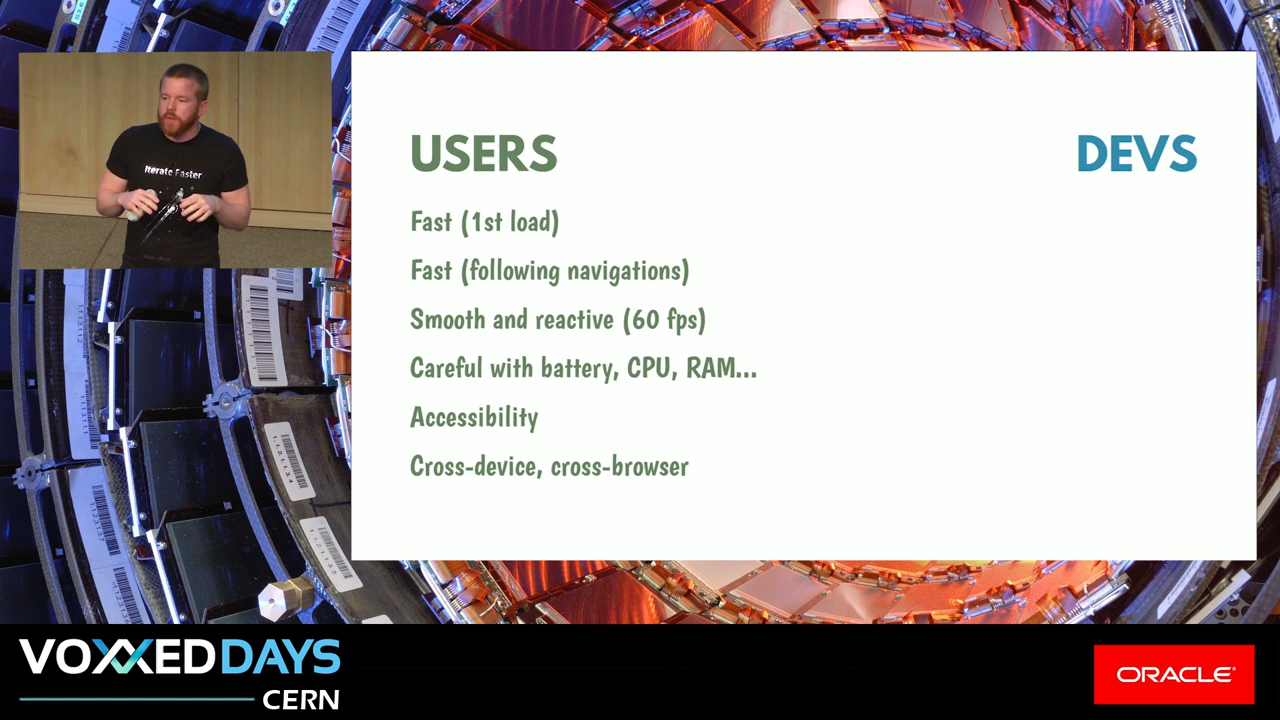 Iterate Faster
USERS
DEVS
Fast (1st load)
Fast (following navigations)
Smooth and reactive (60 fps)
Careful with battery, CPU, RAM...
Accessibility
Cross-device, cross-browser
VOXXED DAYS
CERN
ORACLE®